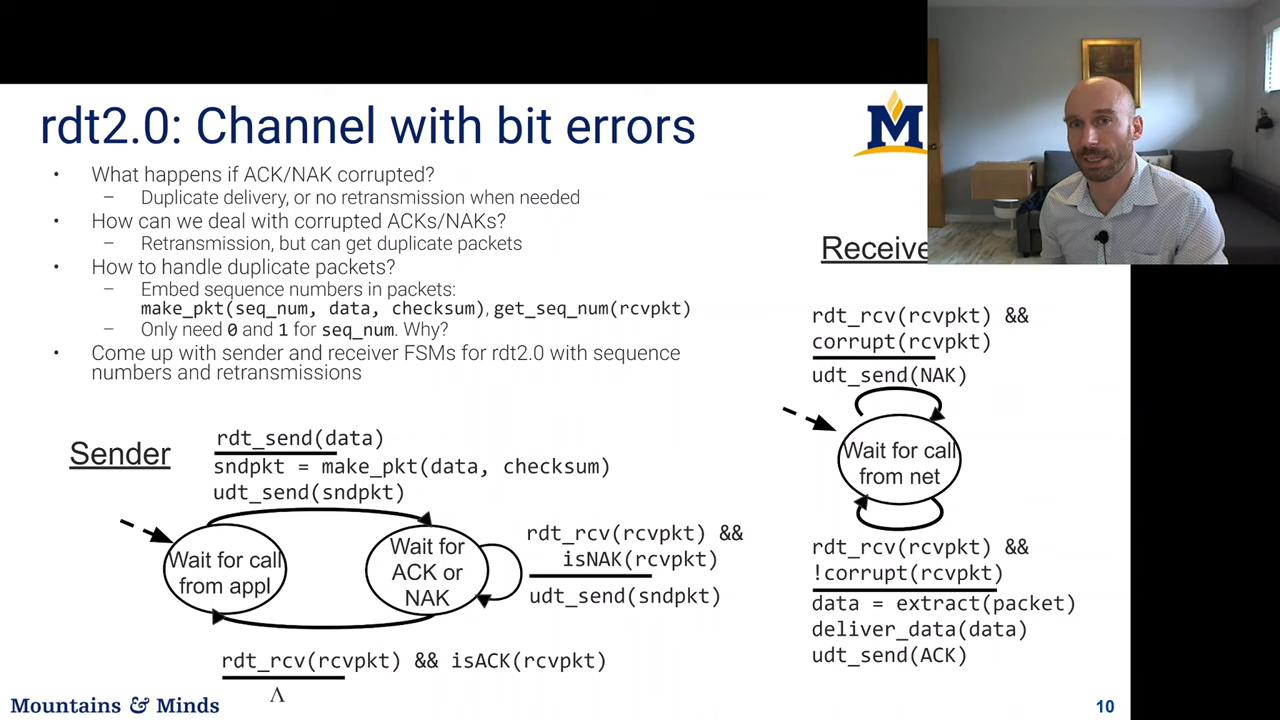 rdt2.0: Channel with bit errors
M
• What happens if ACK/NAK corrupted?
– Duplicate delivery, or no retransmission when needed
• How can we deal with corrupted ACKs/NAKs?
– Retransmission, but can get duplicate packets
• How to handle duplicate packets?
– Embed sequence numbers in packets:
make_pkt(seq_num, data, checksum), get_seq_num(rcvpkt)
– Only need 0 and 1 for seq_num. Why?
• Come up with sender and receiver FSMs for rdt2.0 with sequence
numbers and retransmissions
Sender
rdt_send(data)
sndpkt = make_pkt(data, checksum)
udt_send(sndpkt)
Wait for call
from appl
Wait for
ACK or
NAK
rdt_rcv(rcvpkt) &&
isNAK(rcvpkt)
udt_send(sndpkt)
rdt_rcv(rcvpkt) && isACK(rcvpkt)
Λ
Receive
rdt_rcv(rcvpkt) &&
corrupt(rcvpkt)
udt_send(NAK)
Wait for call
from net
rdt_rcv(rcvpkt) &&
!corrupt(rcvpkt)
data = extract(packet)
deliver_data(data)
udt_send(ACK)
Mountains & Minds
10